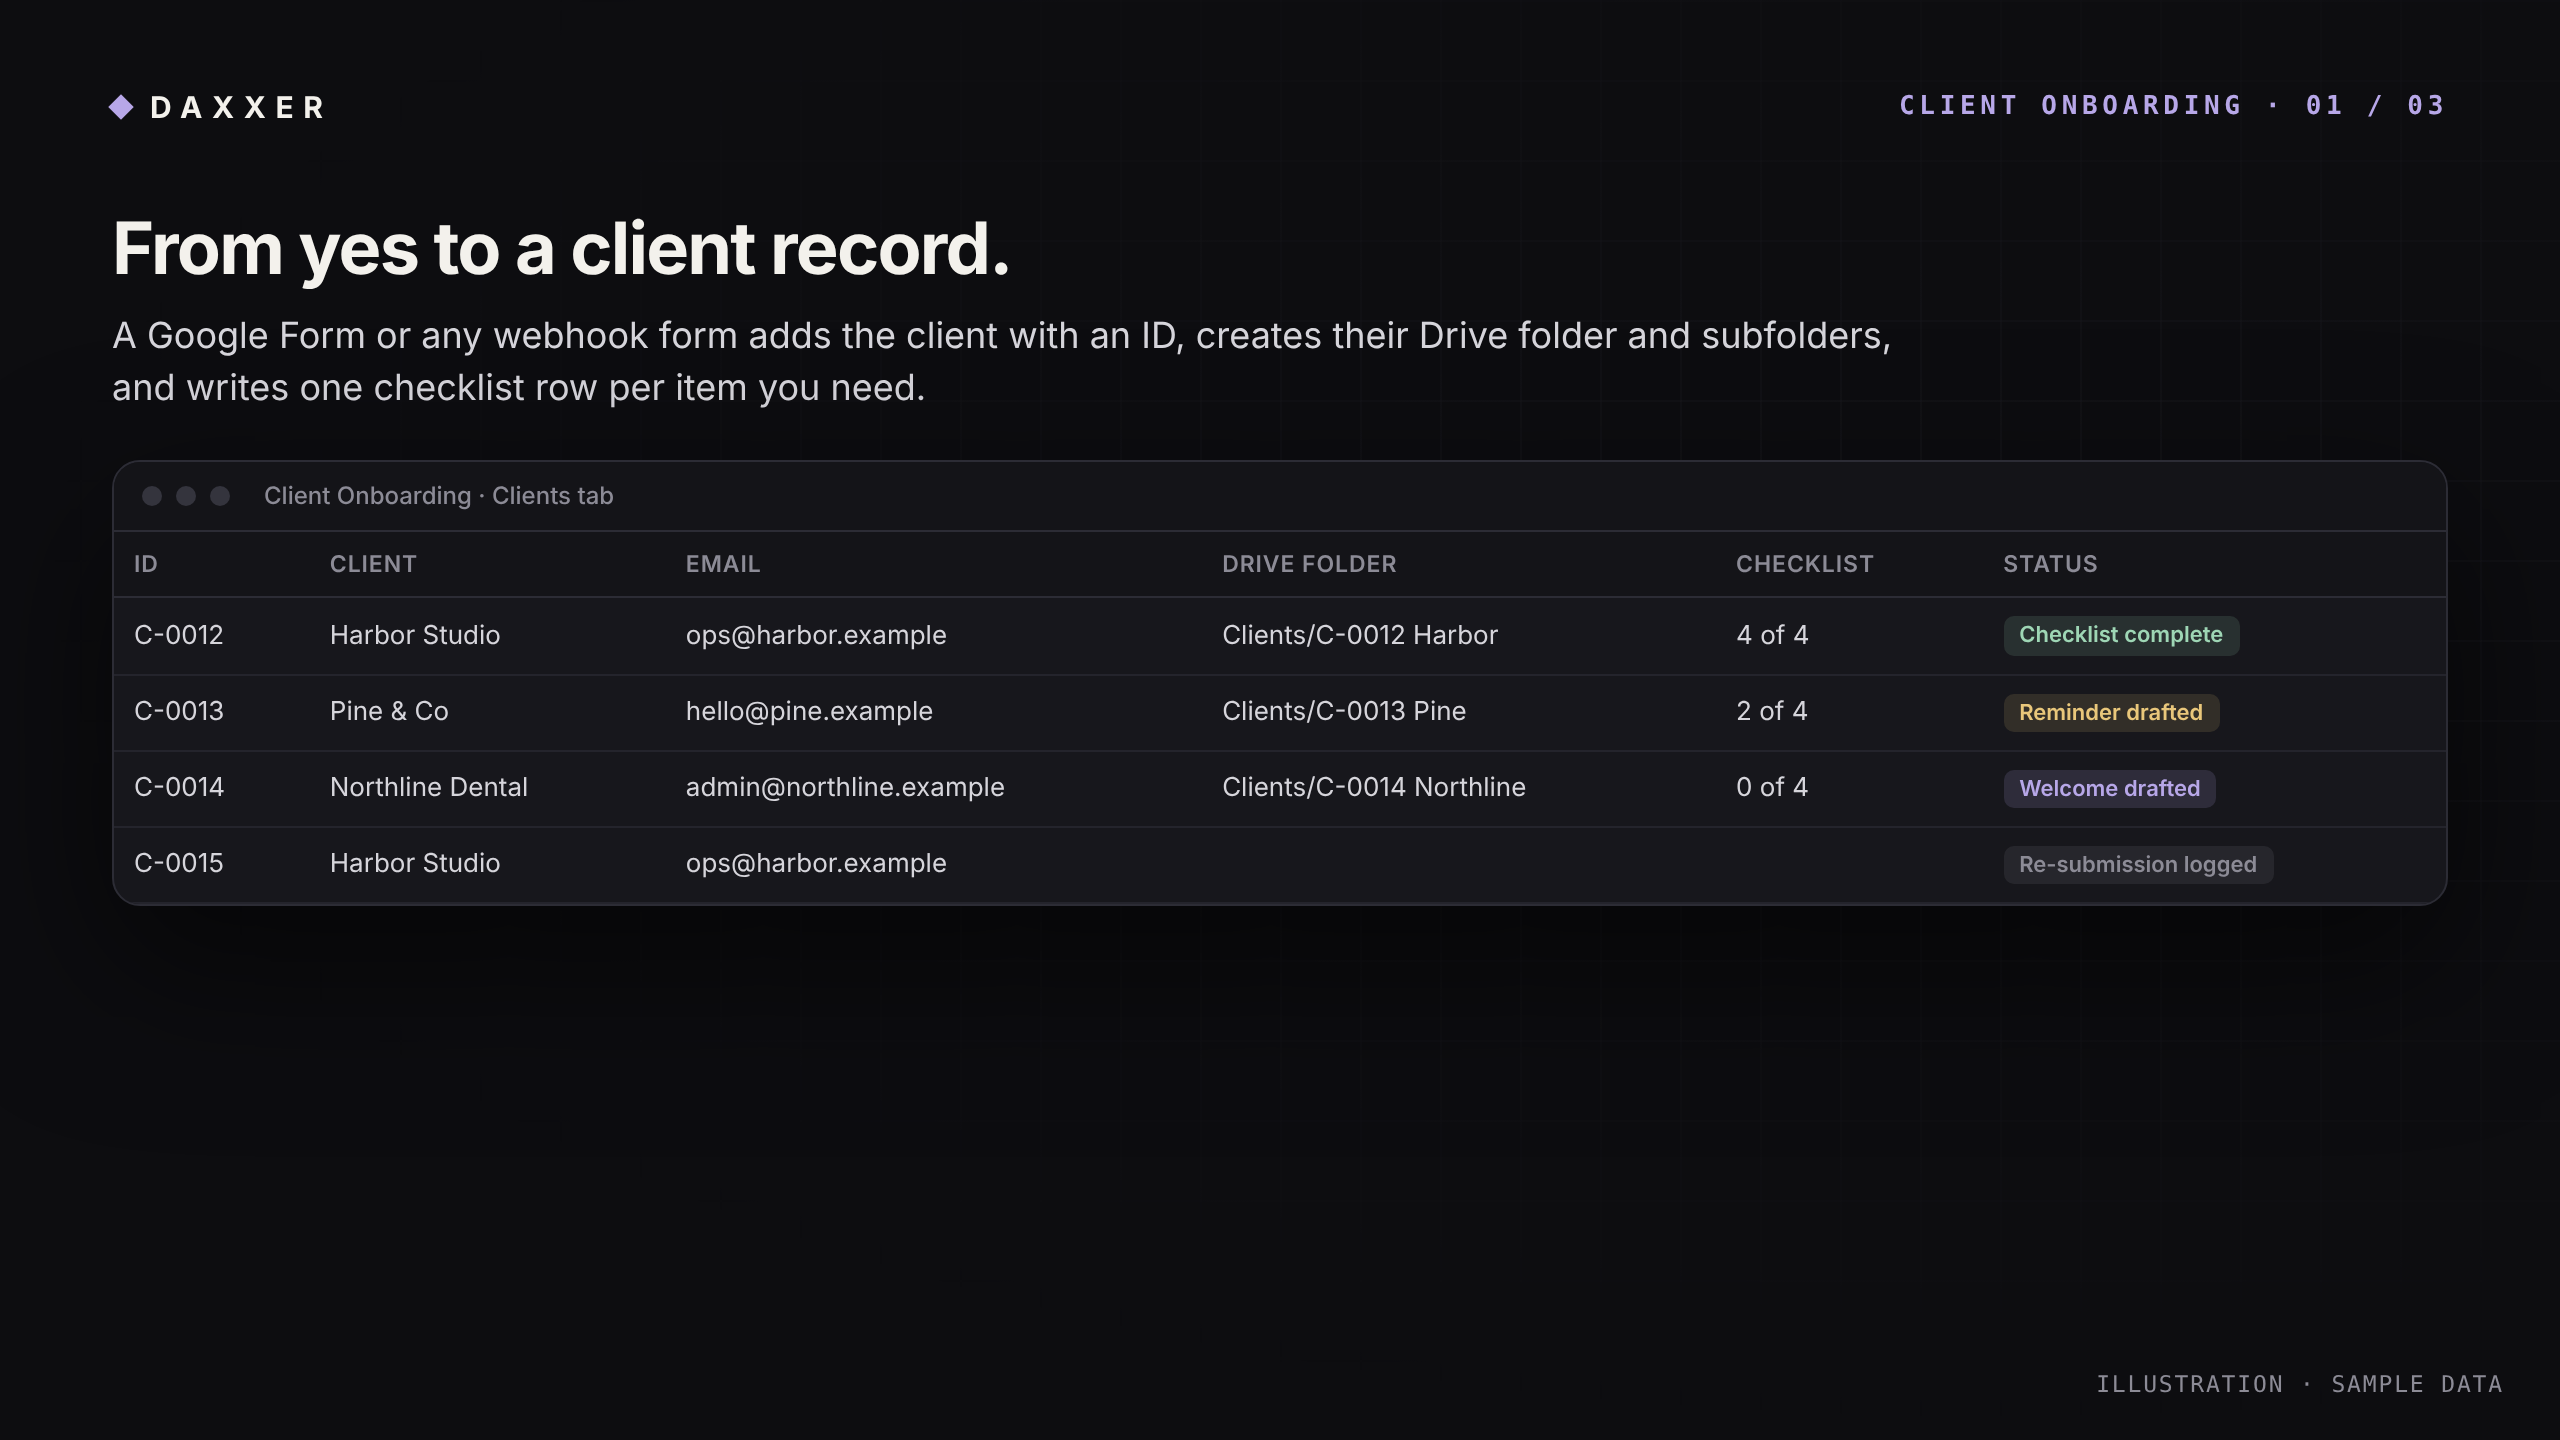 DAXXER
CLIENT ONBOARDING · 01 / 03
From yes to a client record.
A Google Form or any webhook form adds the client with an ID, creates their Drive folder and subfolders,
and writes one checklist row per item you need.
Client Onboarding · Clients tab
ID CLIENT EMAIL DRIVE FOLDER CHECKLIST STATUS
C-0012 Harbor Studio ops@harbor.example Clients/C-0012 Harbor 4 of 4 Checklist complete
C-0013 Pine & Co hello@pine.example Clients/C-0013 Pine 2 of 4 Reminder drafted
C-0014 Northline Dental admin@northline.example Clients/C-0014 Northline 0 of 4 Welcome drafted
C-0015 Harbor Studio ops@harbor.example Re-submission logged
ILLUSTRATION · SAMPLE DATA